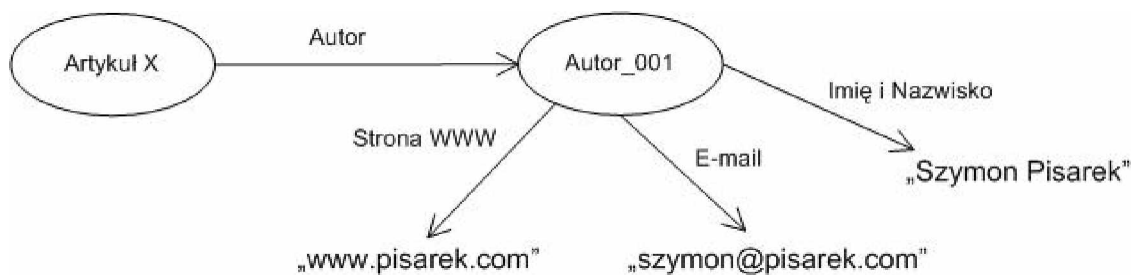 Autor
Artykuł X
Autor_001
Imię i Nazwisko
Strona WWW
E-mail
„Szymon Pisarek”
„www.pisarek.com”
„szymon@pisarek.com”